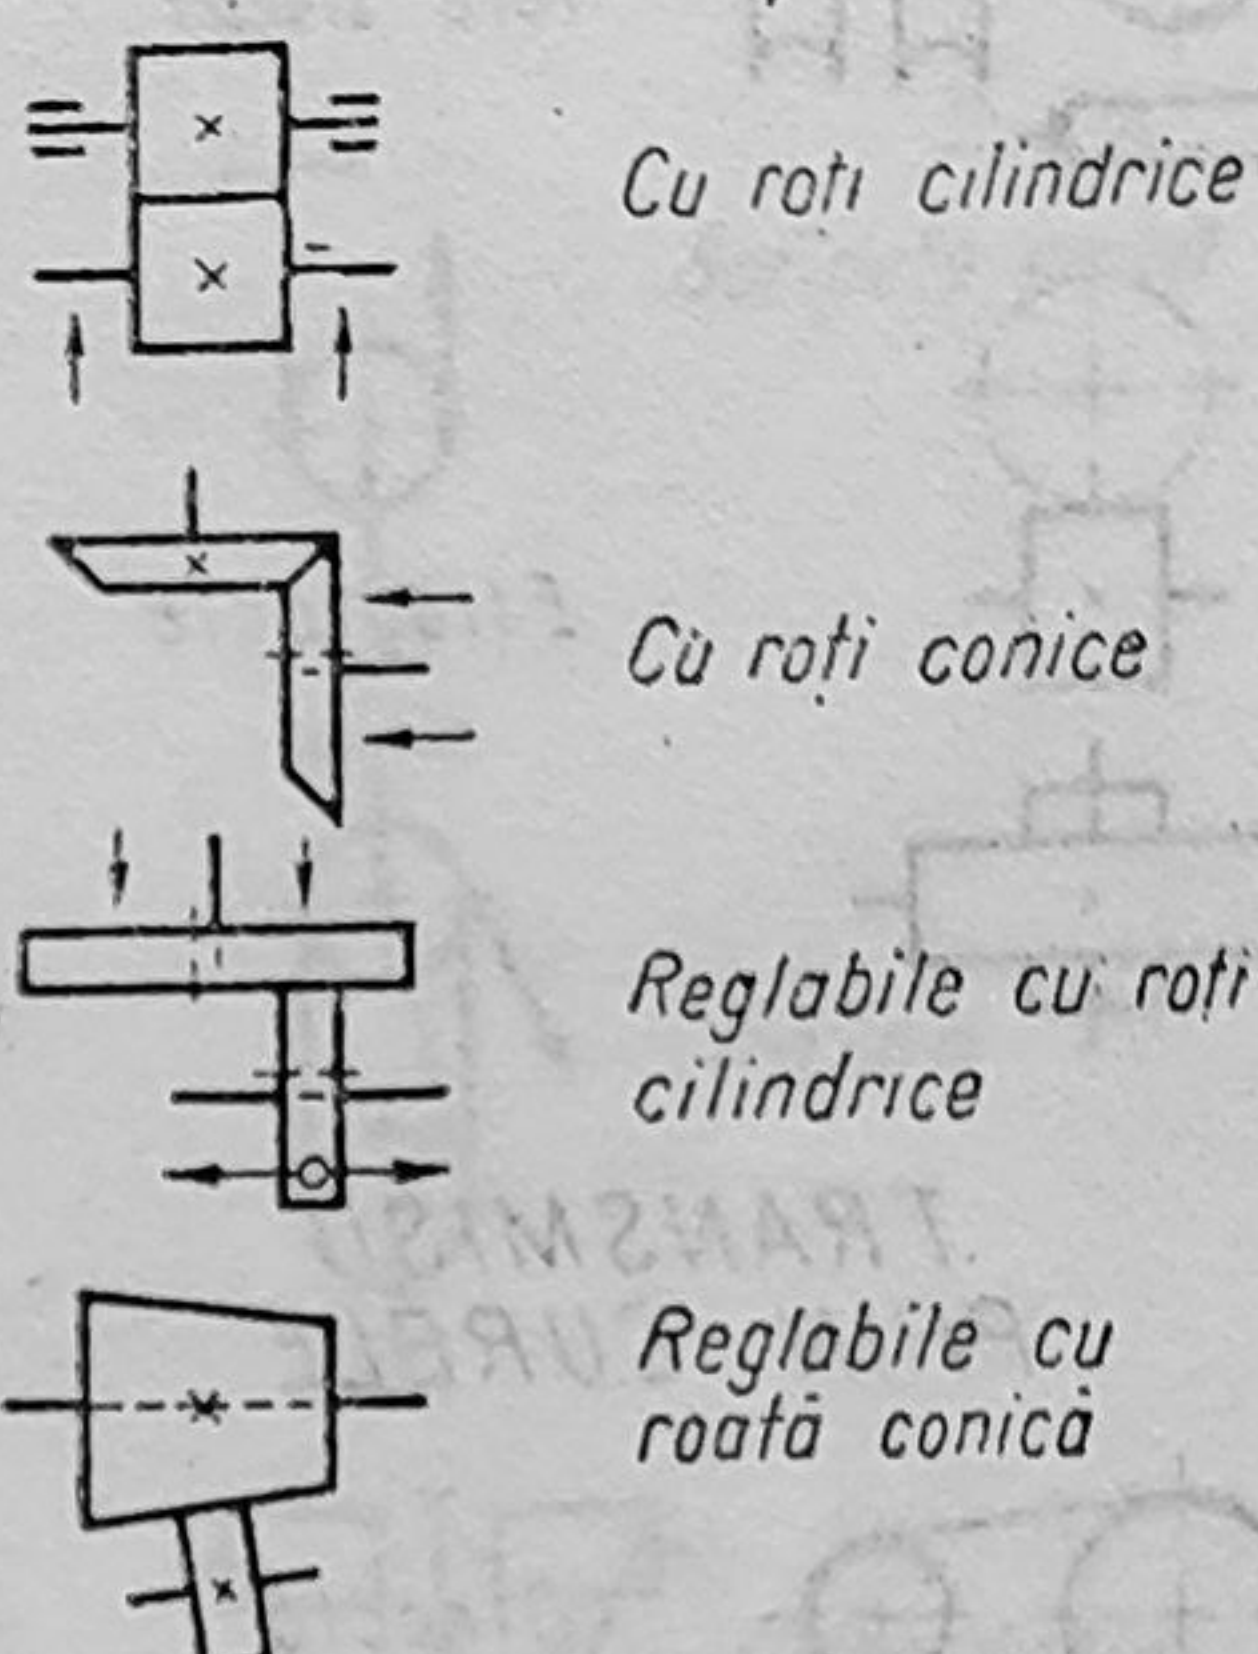 Cu roți cilindrice
Cu roți conice
Reglabile cu roți
cilindrice
Reglabile cu
roată conică